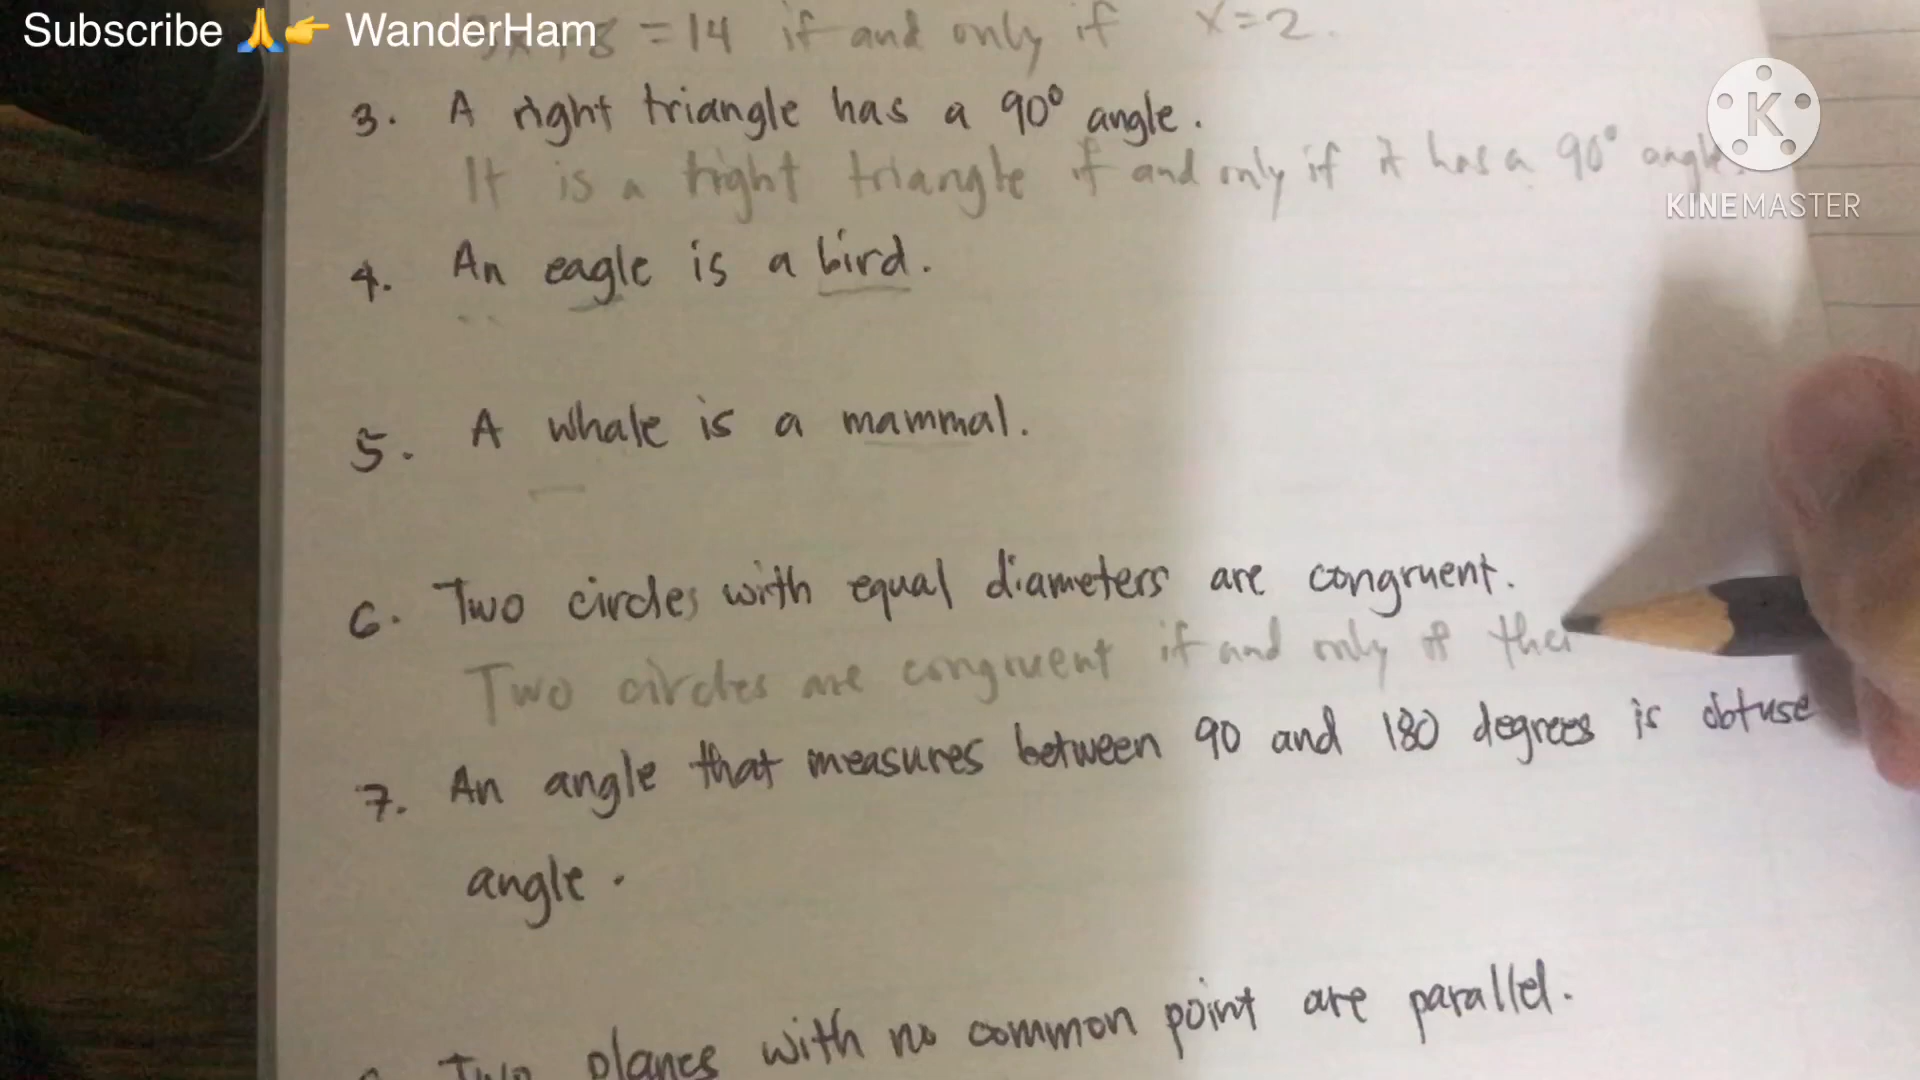 Subscribe 🙏👉 WanderHam
= 14 if and only if x = 2.
3. A right triangle has a 90° angle.
It is a right triangle if and only if it has a 90° angle.
KINEMASTER
4. An eagle is a bird.
5. A whale is a mammal.
6. Two circles with equal diameters are congruent.
Two circles are congruent if and only if thei
7. An angle that measures between 90 and 180 degrees is obtuse
angle.
Two planes with no common point are parallel.